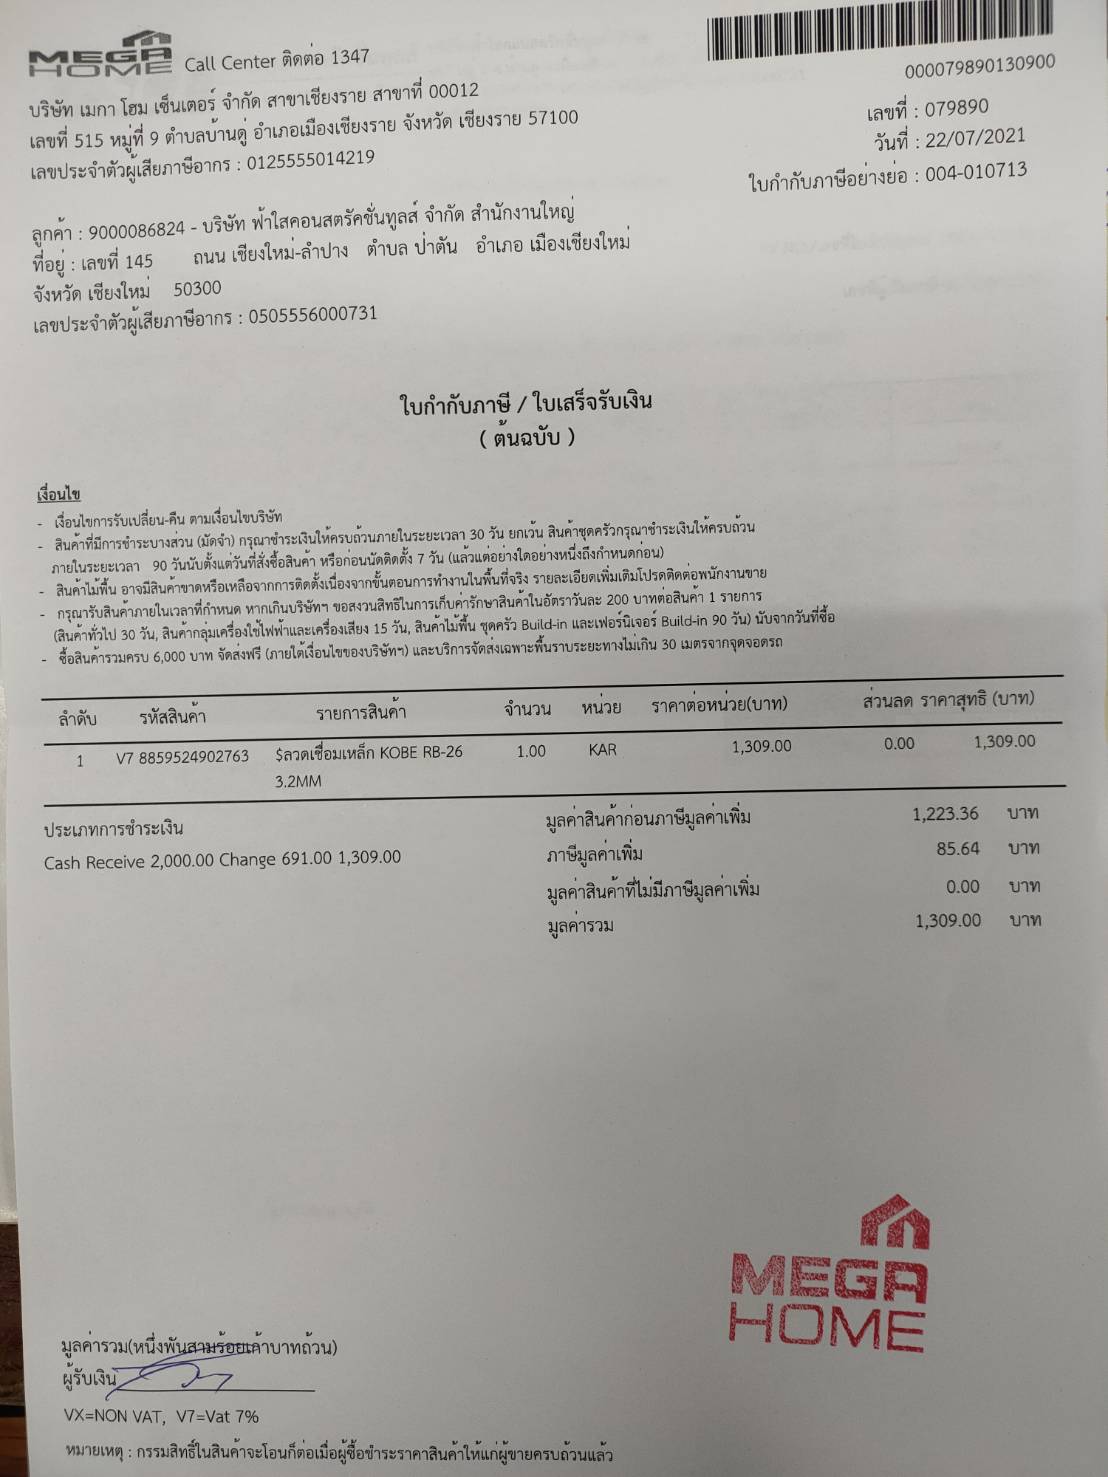 MEGA
HOME
Call Center ติดต่อ 1347
000079890130900
บริษัท เมกา โฮม เซ็นเตอร์ จำกัด สาขาเชียงราย สาขาที่ 00012
เลขที่ 515 หมู่ที่ 9 ตำบลบ้านดู่ อำเภอเมืองเชียงราย จังหวัด เชียงราย 57100
เลขประจำตัวผู้เสียภาษีอากร : 0125555014219
เลขที่ : 079890
วันที่ : 22/07/2021
ใบกำกับภาษีอย่างย่อ : 004-010713
ลูกค้า : 9000086824 - บริษัท ฟ้าใสคอนสตรัคชั่นทูลส์ จำกัด สำนักงานใหญ่
ที่อยู่ : เลขที่ 145 ถนน เชียงใหม่-ลำปาง ตำบล ป่าตัน อำเภอ เมืองเชียงใหม่
จังหวัด เชียงใหม่ 50300
เลขประจำตัวผู้เสียภาษีอากร : 0505556000731
ใบกำกับภาษี / ใบเสร็จรับเงิน
( ต้นฉบับ )
เงื่อนไข
- เงื่อนไขการรับเปลี่ยน-คืน ตามเงื่อนไขบริษัท
- สินค้าที่มีการชำระบางส่วน (มัดจำ) กรุณาชำระเงินให้ครบถ้วนภายในระยะเวลา 30 วัน ยกเว้น สินค้าชุดครัวกรุณาชำระเงินให้ครบถ้วน
ภายในระยะเวลา 90 วันนับตั้งแต่วันที่สั่งซื้อสินค้า หรือก่อนนัดติดตั้ง 7 วัน (แล้วแต่อย่างใดอย่างหนึ่งถึงกำหนดก่อน)
- สินค้าไม้พื้น อาจมีสินค้าขาดหรือเหลือจากการติดตั้งเนื่องจากขั้นตอนการทำงานในพื้นที่จริง รายละเอียดเพิ่มเติมโปรดติดต่อพนักงานขาย
- กรุณารับสินค้าภายในเวลาที่กำหนด หากเกินบริษัทฯ ขอสงวนสิทธิในการเก็บค่ารักษาสินค้าในอัตราวันละ 200 บาทต่อสินค้า 1 รายการ
(สินค้าทั่วไป 30 วัน, สินค้ากลุ่มเครื่องใช้ไฟฟ้าและเครื่องเสียง 15 วัน, สินค้าไม้พื้น ชุดครัว Build-in และเฟอร์นิเจอร์ Build-in 90 วัน) นับจากวันที่ซื้อ
- ซื้อสินค้ารวมครบ 6,000 บาท จัดส่งฟรี (ภายใต้เงื่อนไขของบริษัทฯ) และบริการจัดส่งเฉพาะพื้นราบระยะทางไม่เกิน 30 เมตรจากจุดจอดรถ
ลำดับ รหัสสินค้า รายการสินค้า จำนวน หน่วย ราคาต่อหน่วย(บาท) ส่วนลด ราคาสุทธิ (บาท)
1 V7 8859524902763 $ลวดเชื่อมเหล็ก KOBE RB-26 1.00 KAR 1,309.00 0.00 1,309.00
3.2MM
ประเภทการชำระเงิน
Cash Receive 2,000.00 Change 691.00 1,309.00
มูลค่าสินค้าก่อนภาษีมูลค่าเพิ่ม 1,223.36 บาท
ภาษีมูลค่าเพิ่ม 85.64 บาท
มูลค่าสินค้าที่ไม่มีภาษีมูลค่าเพิ่ม 0.00 บาท
มูลค่ารวม 1,309.00 บาท
MEGA
HOME
มูลค่ารวม(หนึ่งพันสามร้อยเก้าบาทถ้วน)
ผู้รับเงิน
VX=NON VAT, V7=Vat 7%
หมายเหตุ : กรรมสิทธิ์ในสินค้าจะโอนก็ต่อเมื่อผู้ซื้อชำระราคาสินค้าให้แก่ผู้ขายครบถ้วนแล้ว